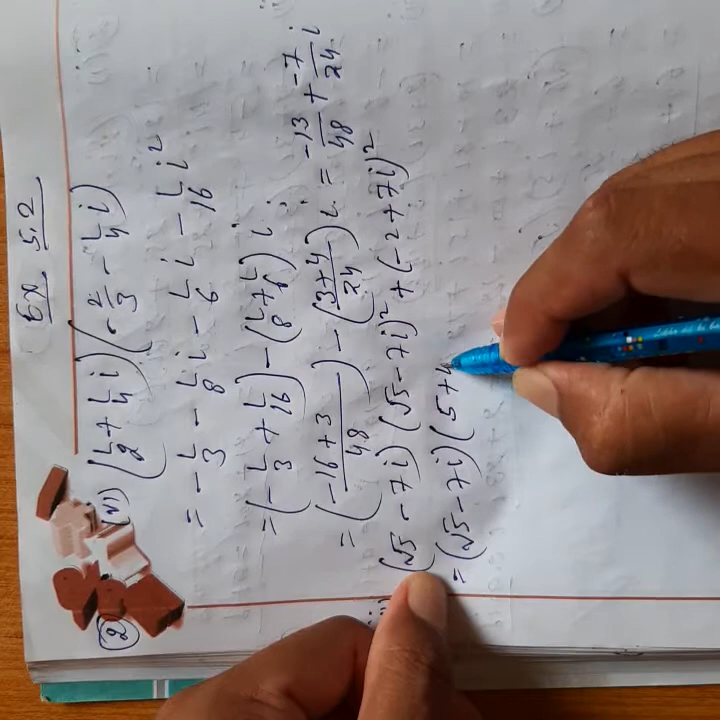 Ex. 5.2
(2) (vi) (1/2 + 1/4 i)(-2/3 - 1/4 i)
= -1/3 - 1/8 i - 1/6 i - 1/16 i²
= (-1/3 + 1/16) - (1/8 + 1/6) i
= ((-16+3)/48) - ((3+4)/24) i = -13/48 + -7/24 i
(√5 - 7i)(√5 - 7i)² + (-2 + 7i)²
= (√5 - 7i)(5 +